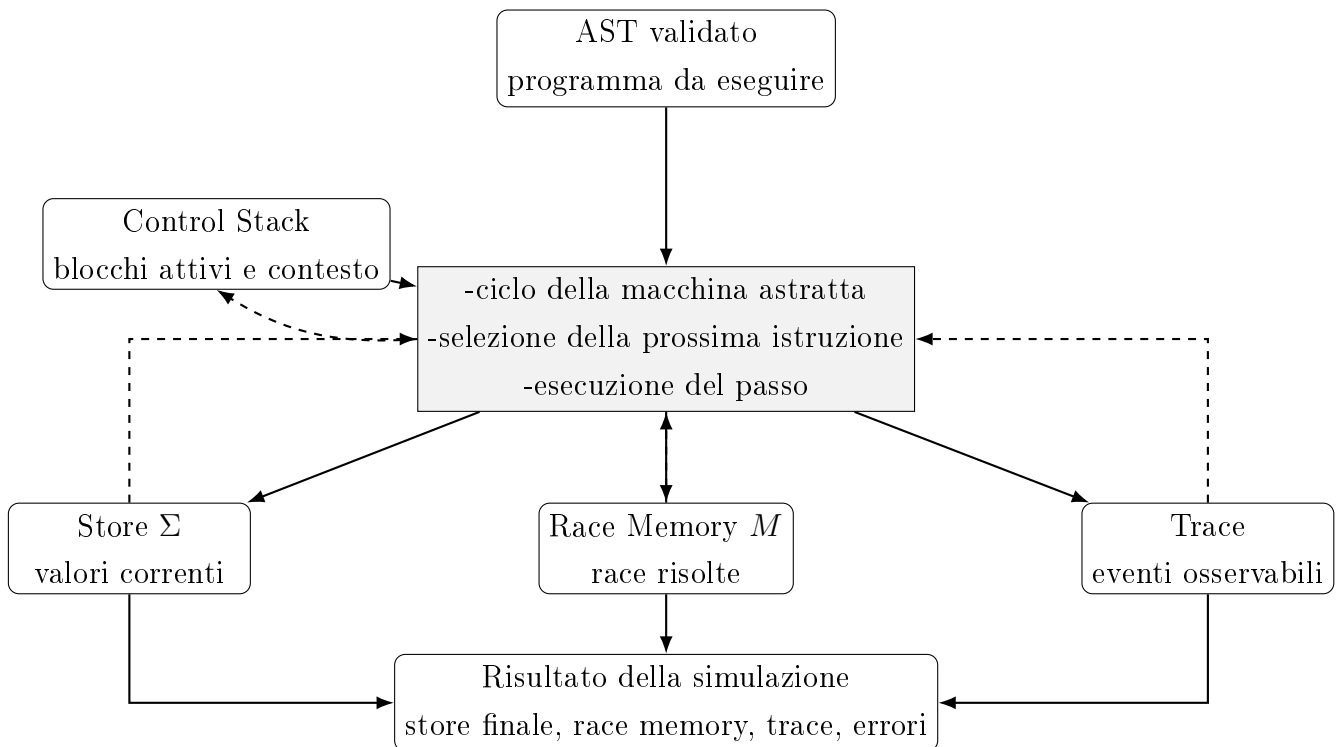 AST validato
programma da eseguire
Control Stack
blocchi attivi e contesto
-ciclo della macchina astratta
-selezione della prossima istruzione
-esecuzione del passo
Store Σ
valori correnti
Race Memory M
race risolte
Trace
eventi osservabili
Risultato della simulazione
store finale, race memory, trace, errori